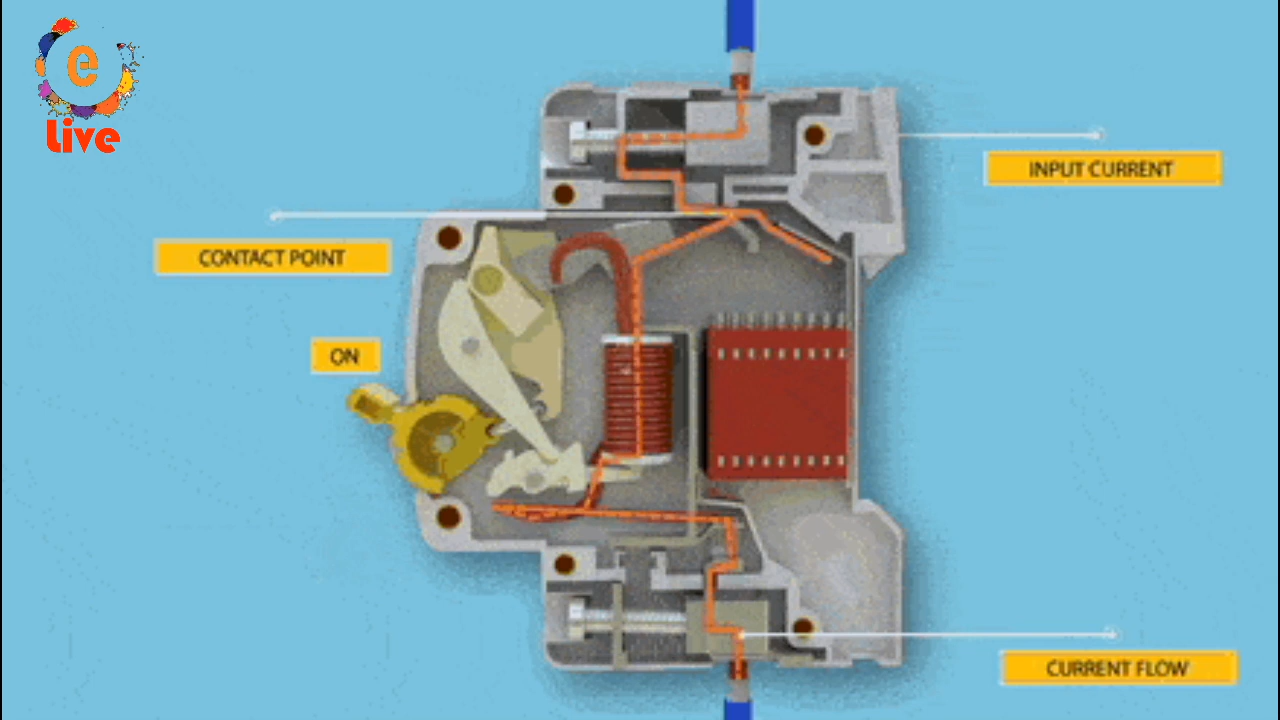 e
Live
INPUT CURRENT
CONTACT POINT
ON
CURRENT FLOW